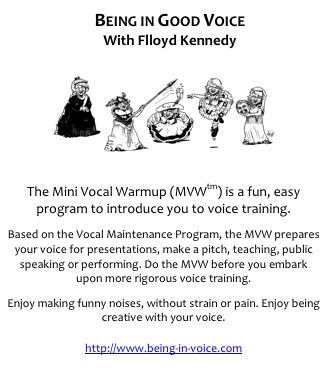 BEING IN GOOD VOICE
With Flloyd Kennedy
The Mini Vocal Warmup (MVW™) is a fun, easy
program to introduce you to voice training.
Based on the Vocal Maintenance Program, the MVW prepares
your voice for presentations, make a pitch, teaching, public
speaking or performing. Do the MVW before you embark
upon more rigorous voice training.
Enjoy making funny noises, without strain or pain. Enjoy being
creative with your voice.
http://www.being-in-voice.com